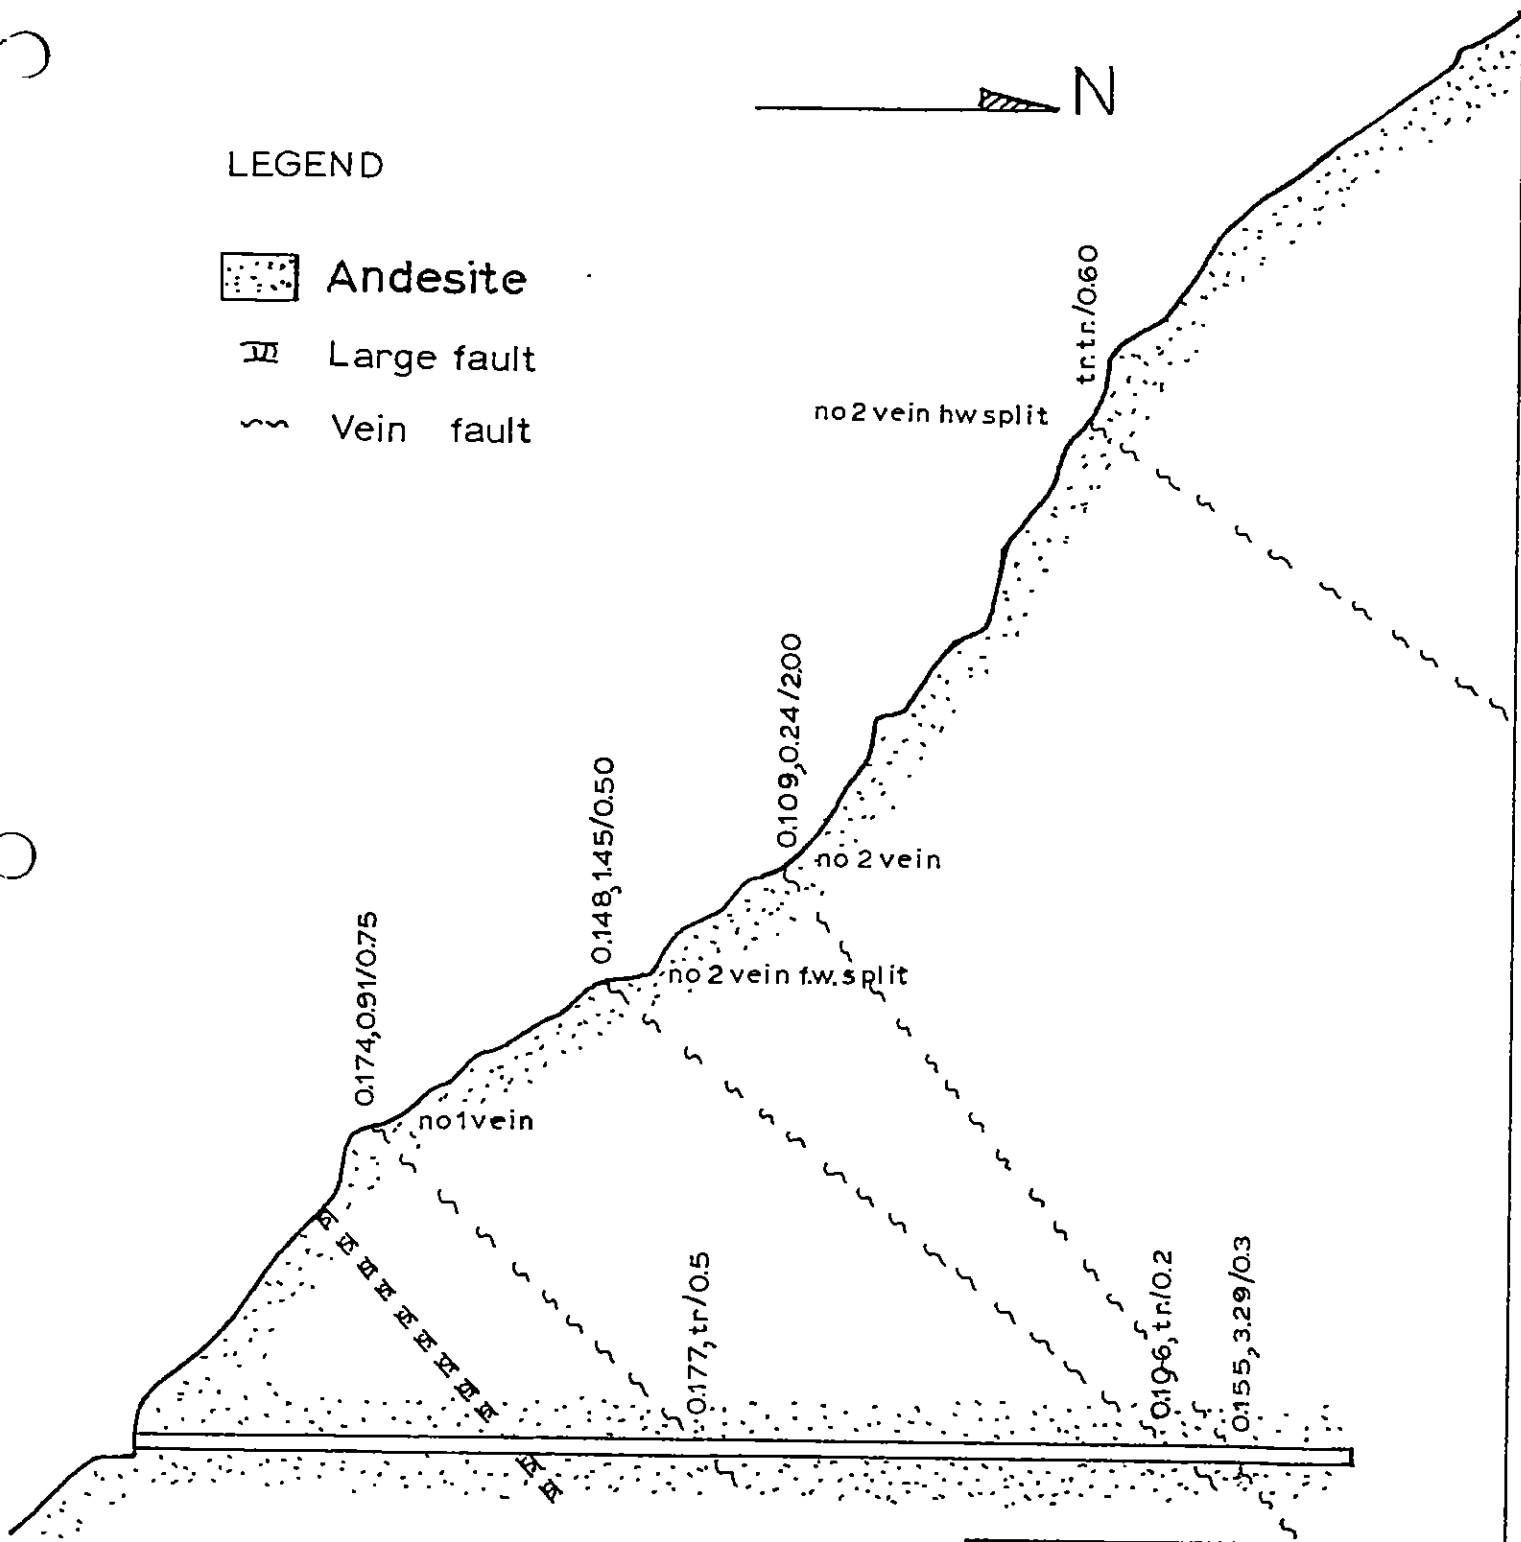 N
LEGEND
Andesite
Large fault
Vein fault
tr.tr./0.60
no 2 vein hw split
0.109,0.24/2.00
no 2 vein
0.148,1.45/0.50
no 2 vein f.w. split
0.174,0.91/0.75
no 1 vein
0.177,tr/0.5
0.196,tr./0.2
0.155,3.29/0.3